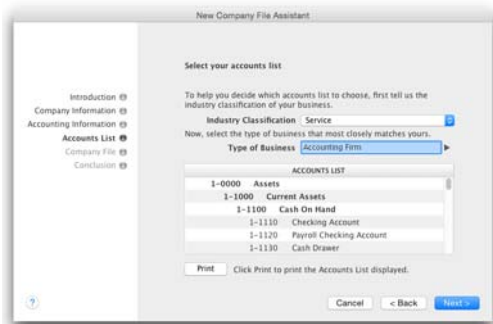 New Company File Assistant
Introduction
Company Information
Accounting Information
Accounts List
Company File
Conclusion
Select your accounts list
To help you decide which accounts list to choose, first tell us the
industry classification of your business.
Industry Classification Service
Now, select the type of business that most closely matches yours.
Type of Business Accounting Firm
ACCOUNTS LIST
1-0000 Assets
1-1000 Current Assets
1-1100 Cash On Hand
1-1110 Checking Account
1-1120 Payroll Checking Account
1-1130 Cash Drawer
Print Click Print to print the Accounts List displayed.
? Cancel < Back Next >